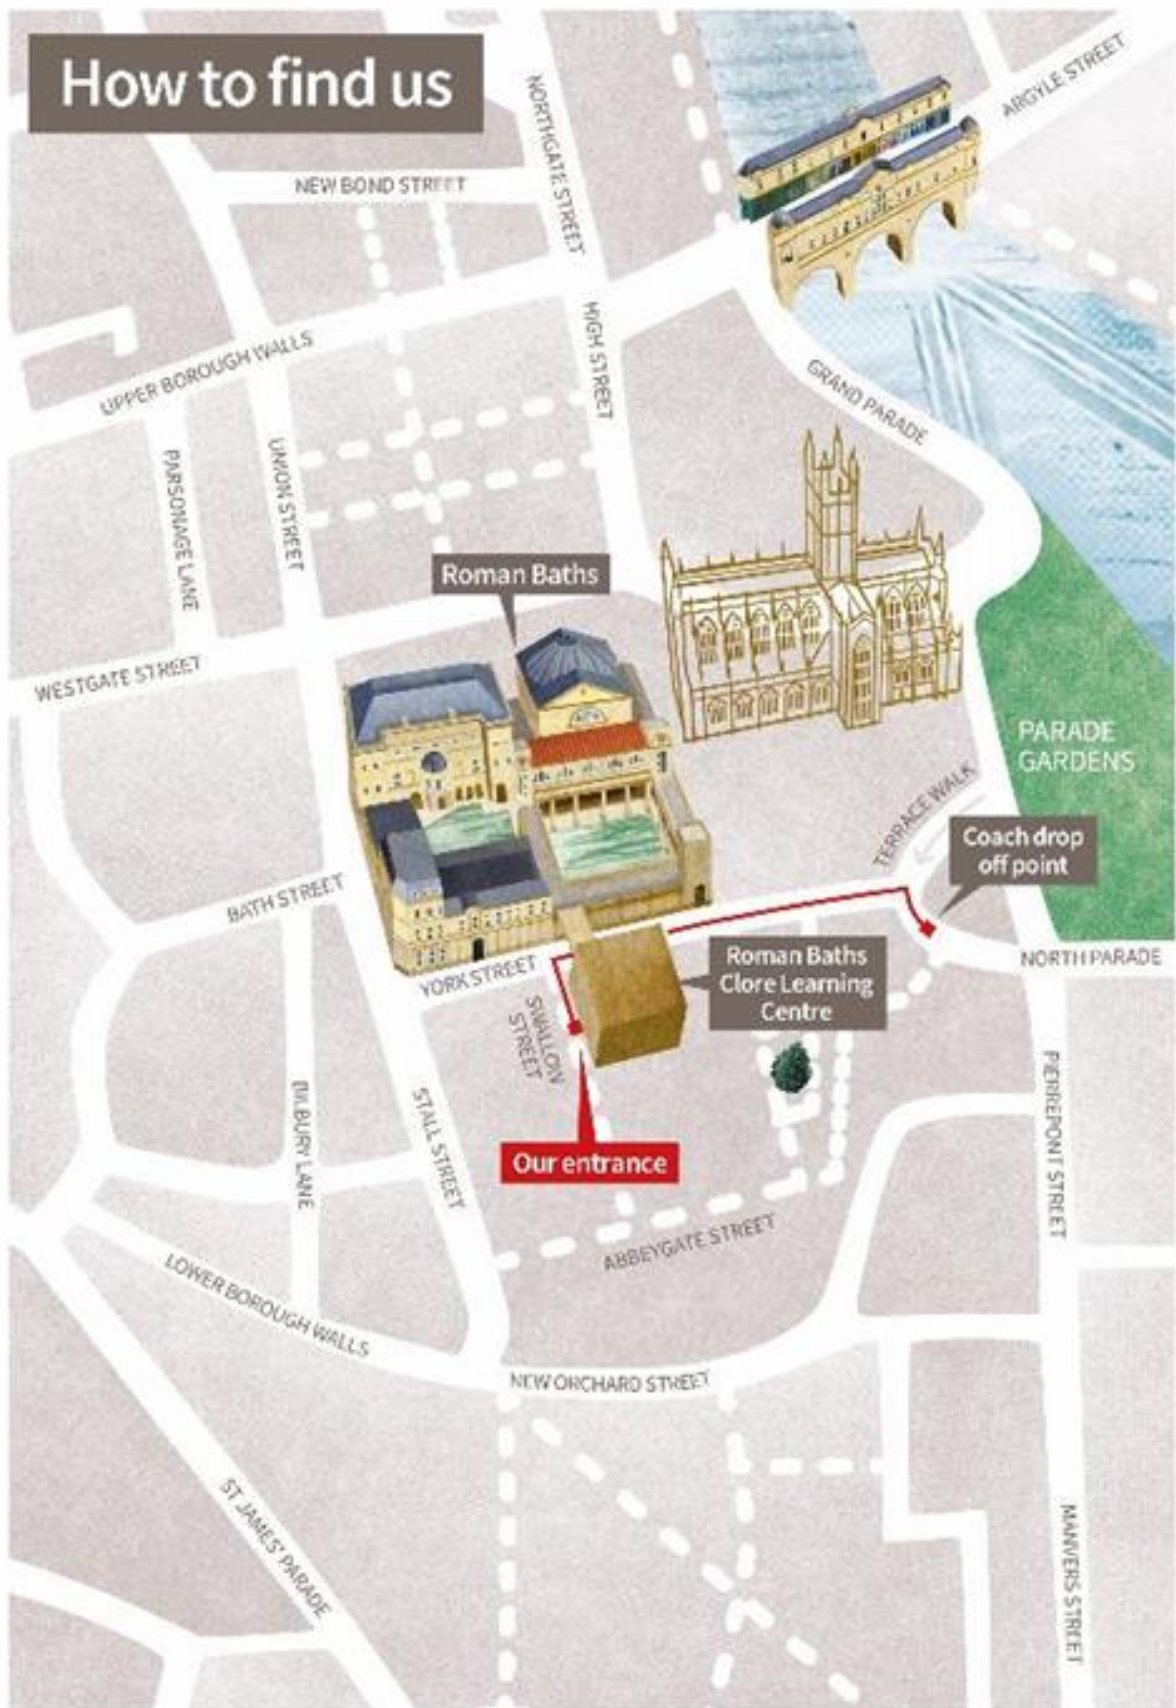 How to find us
ARGYLE STREET
NORTHGATE STREET
NEW BOND STREET
HIGH STREET
UPPER BOROUGH WALLS
GRAND PARADE
PARSONAGE LANE
UNION STREET
Roman Baths
WESTGATE STREET
PARADE
GARDENS
TERRACE WALK
Coach drop
off point
BATH STREET
NORTH PARADE
YORK STREET
Roman Baths
Clore Learning
Centre
SWALLOW
STREET
BILBURY LANE
STALL STREET
PIERREPONT STREET
Our entrance
ABBEYGATE STREET
LOWER BOROUGH WALLS
NEW ORCHARD STREET
ST JAMES' PARADE
MANVERS STREET